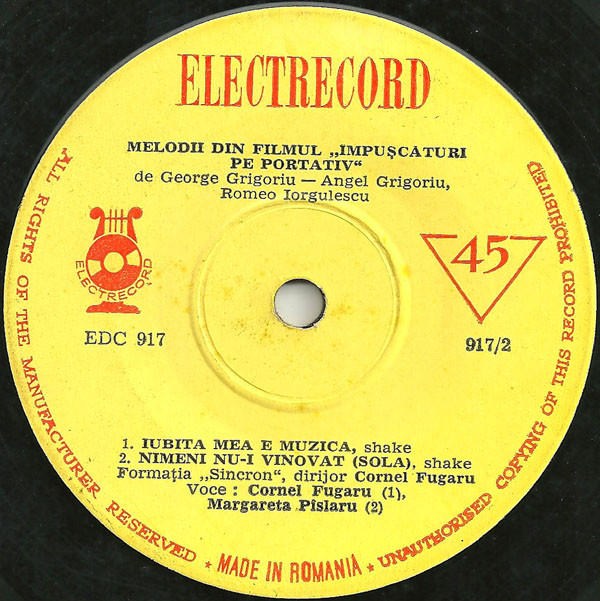 ELECTRECORD
MELODII DIN FILMUL „IMPUȘCATURI
PE PORTATIV“
de George Grigoriu — Angel Grigoriu,
Romeo Iorgulescu
ELECTRECORD
45
EDC 917
917/2
1. IUBITA MEA E MUZICA, shake
2. NIMENI NU-I VINOVAT (SOLA), shake
Formația „Sincron“, dirijor Cornel Fugaru
Voce : Cornel Fugaru (1),
Margareta Pîslaru (2)
ALL RIGHTS OF THE MANUFACTURER RESERVED ★ MADE IN ROMANIA ★ UNAUTHORISED COPYING OF THIS RECORD PROHIBITED